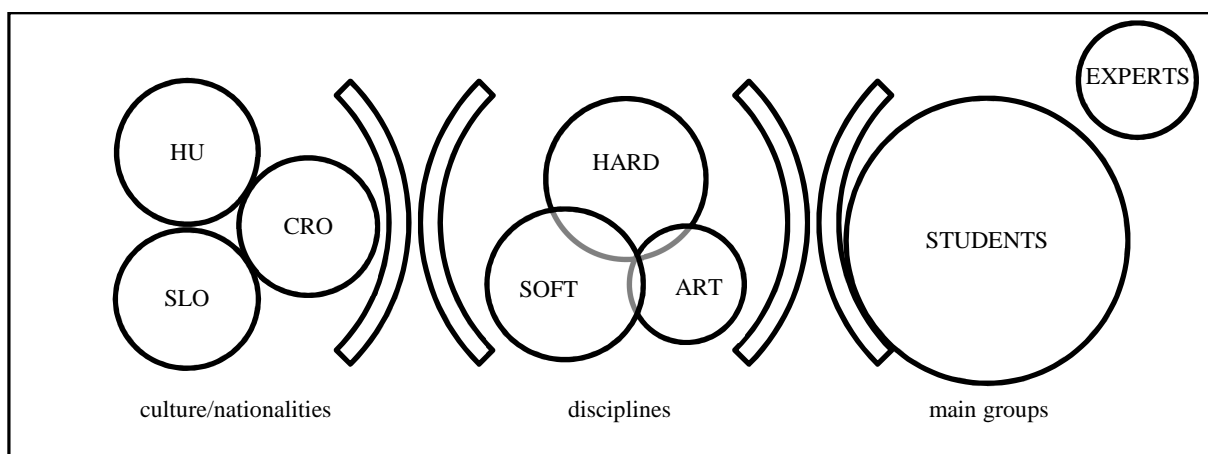 EXPERTS
HU
HARD
CRO
STUDENTS
SLO
SOFT
ART
culture/nationalities
disciplines
main groups